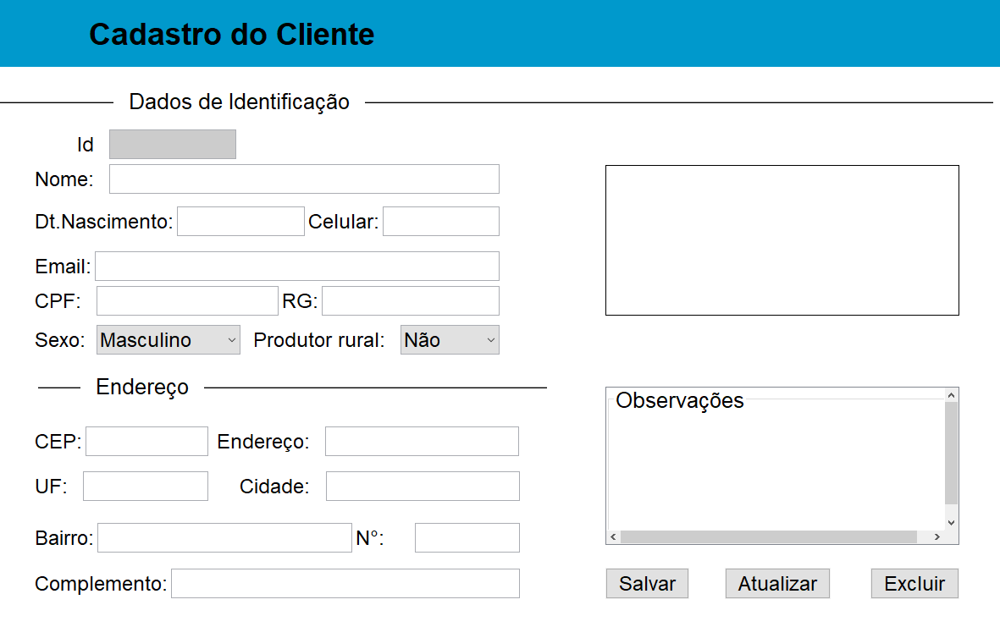 Cadastro do Cliente
Dados de Identificação
Id
Nome:
Dt.Nascimento: Celular:
Email:
CPF: RG:
Sexo: Masculino Produtor rural: Não
Endereço
Observações
CEP: Endereço:
UF: Cidade:
Bairro: N°:
Complemento:
Salvar Atualizar Excluir